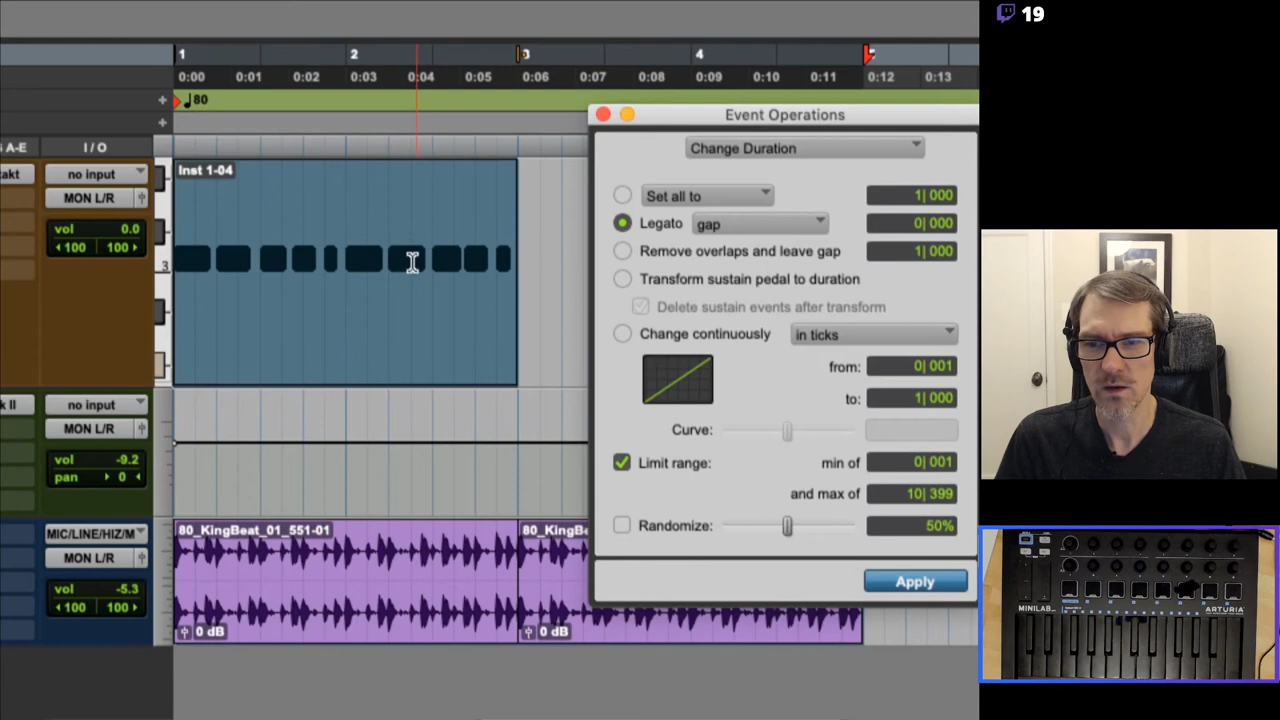 19
1 2 3 4
0:00 0:01 0:02 0:03 0:04 0:05 0:06 0:07 0:08 0:09 0:10 0:11 0:12 0:13
80
Event Operations
A-E I / O
Change Duration
takt no input
Inst 1-04
MON L/R
Set all to 1| 000
vol 0.0
100 100
Legato gap 0| 000
3
Remove overlaps and leave gap 1| 000
Transform sustain pedal to duration
Delete sustain events after transform
Change continuously in ticks
from: 0| 001
to: 1| 000
k II no input
MON L/R
Curve:
vol -9.2
pan 0
Limit range: min of 0| 001
and max of 10| 399
Randomize: 50%
MIC/LINE/HIZ/M
80_KingBeat_01_551-01 80_KingBe
MON L/R
vol -5.3
100 100
Apply
0 dB 0 dB
MINILAB
ARTURIA